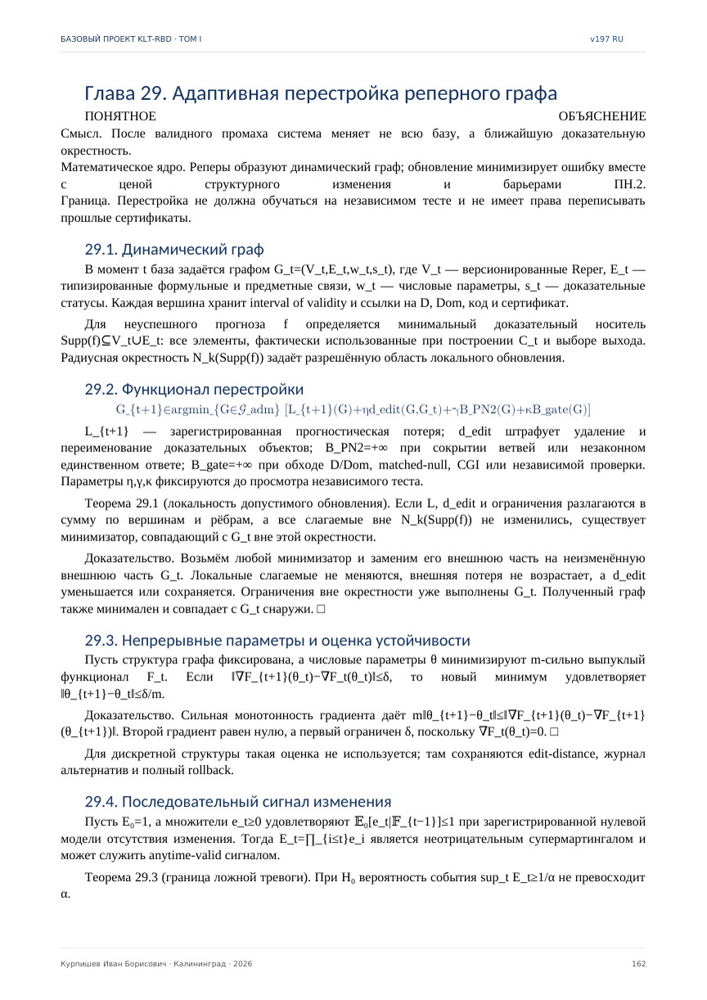 БАЗОВЫЙ ПРОЕКТ KLT-RBD · ТОМ I
v197 RU
Глава 29. Адаптивная перестройка реперного графа
ПОНЯТНОЕ ОБЪЯСНЕНИЕ
Смысл. После валидного промаха система меняет не всю базу, а ближайшую доказательную
окрестность.
Математическое ядро. Реперы образуют динамический граф; обновление минимизирует ошибку вместе
с ценой структурного изменения и барьерами ПН.2.
Граница. Перестройка не должна обучаться на независимом тесте и не имеет права переписывать
прошлые сертификаты.
29.1. Динамический граф
В момент t база задаётся графом G_t=(V_t,E_t,w_t,s_t), где V_t — версионированные Reper, E_t —
типизированные формульные и предметные связи, w_t — числовые параметры, s_t — доказательные
статусы. Каждая вершина хранит interval of validity и ссылки на D, Dom, код и сертификат.
Для неуспешного прогноза f определяется минимальный доказательный носитель
Supp(f)⊆V_t∪E_t: все элементы, фактически использованные при построении C_t и выборе выхода.
Радиусная окрестность N_k(Supp(f)) задаёт разрешённую область локального обновления.
29.2. Функционал перестройки
G_{t+1}∈argmin_{G∈𝒢_adm} [L_{t+1}(G)+ηd_edit(G,G_t)+γB_PN2(G)+κB_gate(G)]
L_{t+1} — зарегистрированная прогностическая потеря; d_edit штрафует удаление и
переименование доказательных объектов; B_PN2=+∞ при сокрытии ветвей или незаконном
единственном ответе; B_gate=+∞ при обходе D/Dom, matched-null, CGI или независимой проверки.
Параметры η,γ,κ фиксируются до просмотра независимого теста.
Теорема 29.1 (локальность допустимого обновления). Если L, d_edit и ограничения разлагаются в
сумму по вершинам и рёбрам, а все слагаемые вне N_k(Supp(f)) не изменились, существует
минимизатор, совпадающий с G_t вне этой окрестности.
Доказательство. Возьмём любой минимизатор и заменим его внешнюю часть на неизменённую
внешнюю часть G_t. Локальные слагаемые не меняются, внешняя потеря не возрастает, а d_edit
уменьшается или сохраняется. Ограничения вне окрестности уже выполнены G_t. Полученный граф
также минимален и совпадает с G_t снаружи. □
29.3. Непрерывные параметры и оценка устойчивости
Пусть структура графа фиксирована, а числовые параметры θ минимизируют m-сильно выпуклый
функционал F_t. Если ‖∇F_{t+1}(θ_t)−∇F_t(θ_t)‖≤δ, то новый минимум удовлетворяет
‖θ_{t+1}−θ_t‖≤δ/m.
Доказательство. Сильная монотонность градиента даёт m‖θ_{t+1}−θ_t‖≤‖∇F_{t+1}(θ_t)−∇F_{t+1}
(θ_{t+1})‖. Второй градиент равен нулю, а первый ограничен δ, поскольку ∇F_t(θ_t)=0. □
Для дискретной структуры такая оценка не используется; там сохраняются edit-distance, журнал
альтернатив и полный rollback.
29.4. Последовательный сигнал изменения
Пусть E₀=1, а множители e_t≥0 удовлетворяют 𝔼₀[e_t|𝔽_{t−1}]≤1 при зарегистрированной нулевой
модели отсутствия изменения. Тогда E_t=∏_{i≤t}e_i является неотрицательным супермартингалом и
может служить anytime-valid сигналом.
Теорема 29.3 (граница ложной тревоги). При H₀ вероятность события sup_t E_t≥1/α не превосходит
α.
Курпишев Иван Борисович · Калининград · 2026
162